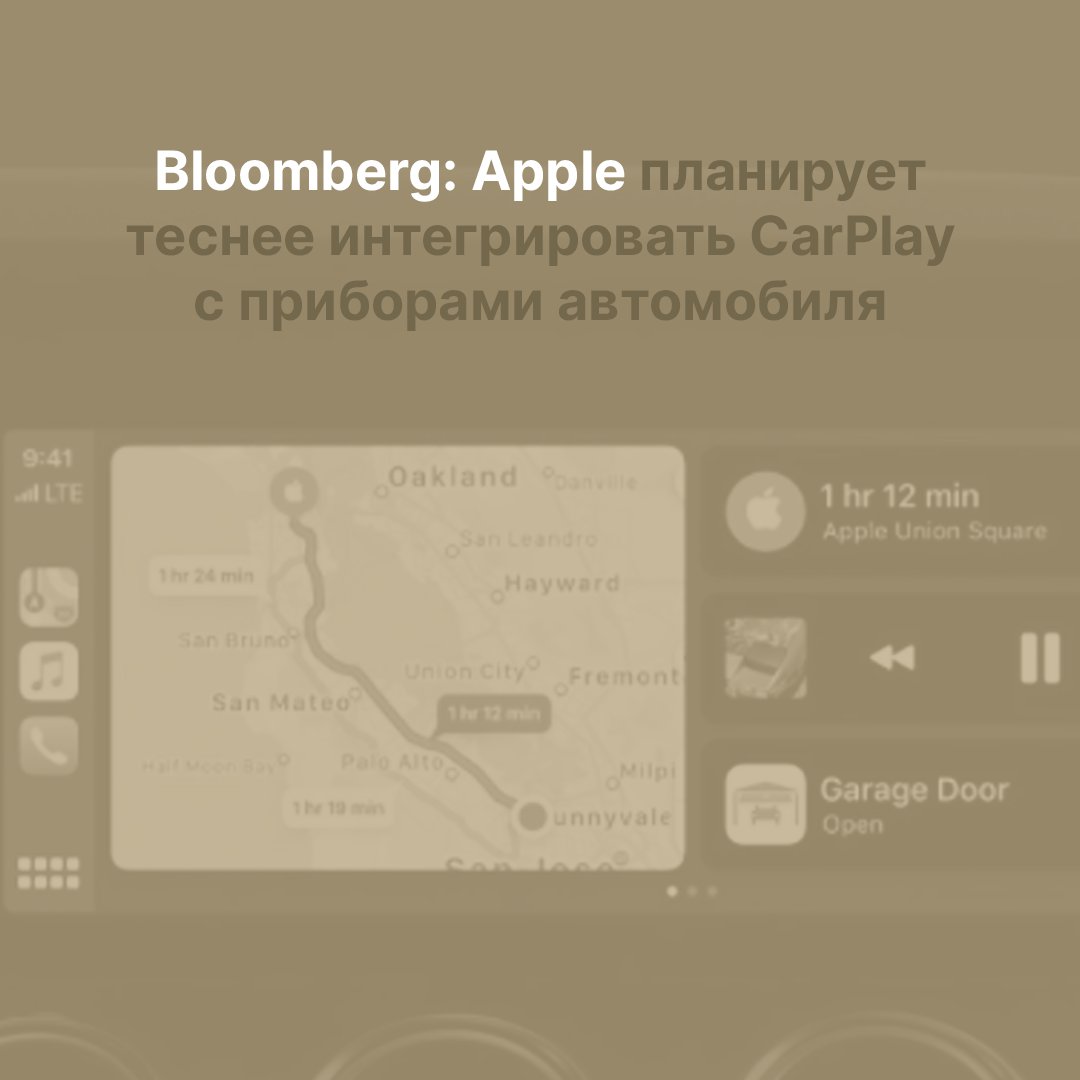 Bloomberg: Apple планирует
теснее интегрировать CarPlay
с приборами автомобиля
9:41
LTE
Oakland
Danville
San Leandro
1 hr 24 min
Hayward
San Bruno
Union City
Fremont
San Mateo
1 hr 12 min
Half Moon Bay
Palo Alto
Milpi
1 hr 19 min
unnyvale
San Jose
1 hr 12 min
Apple Union Square
Garage Door
Open